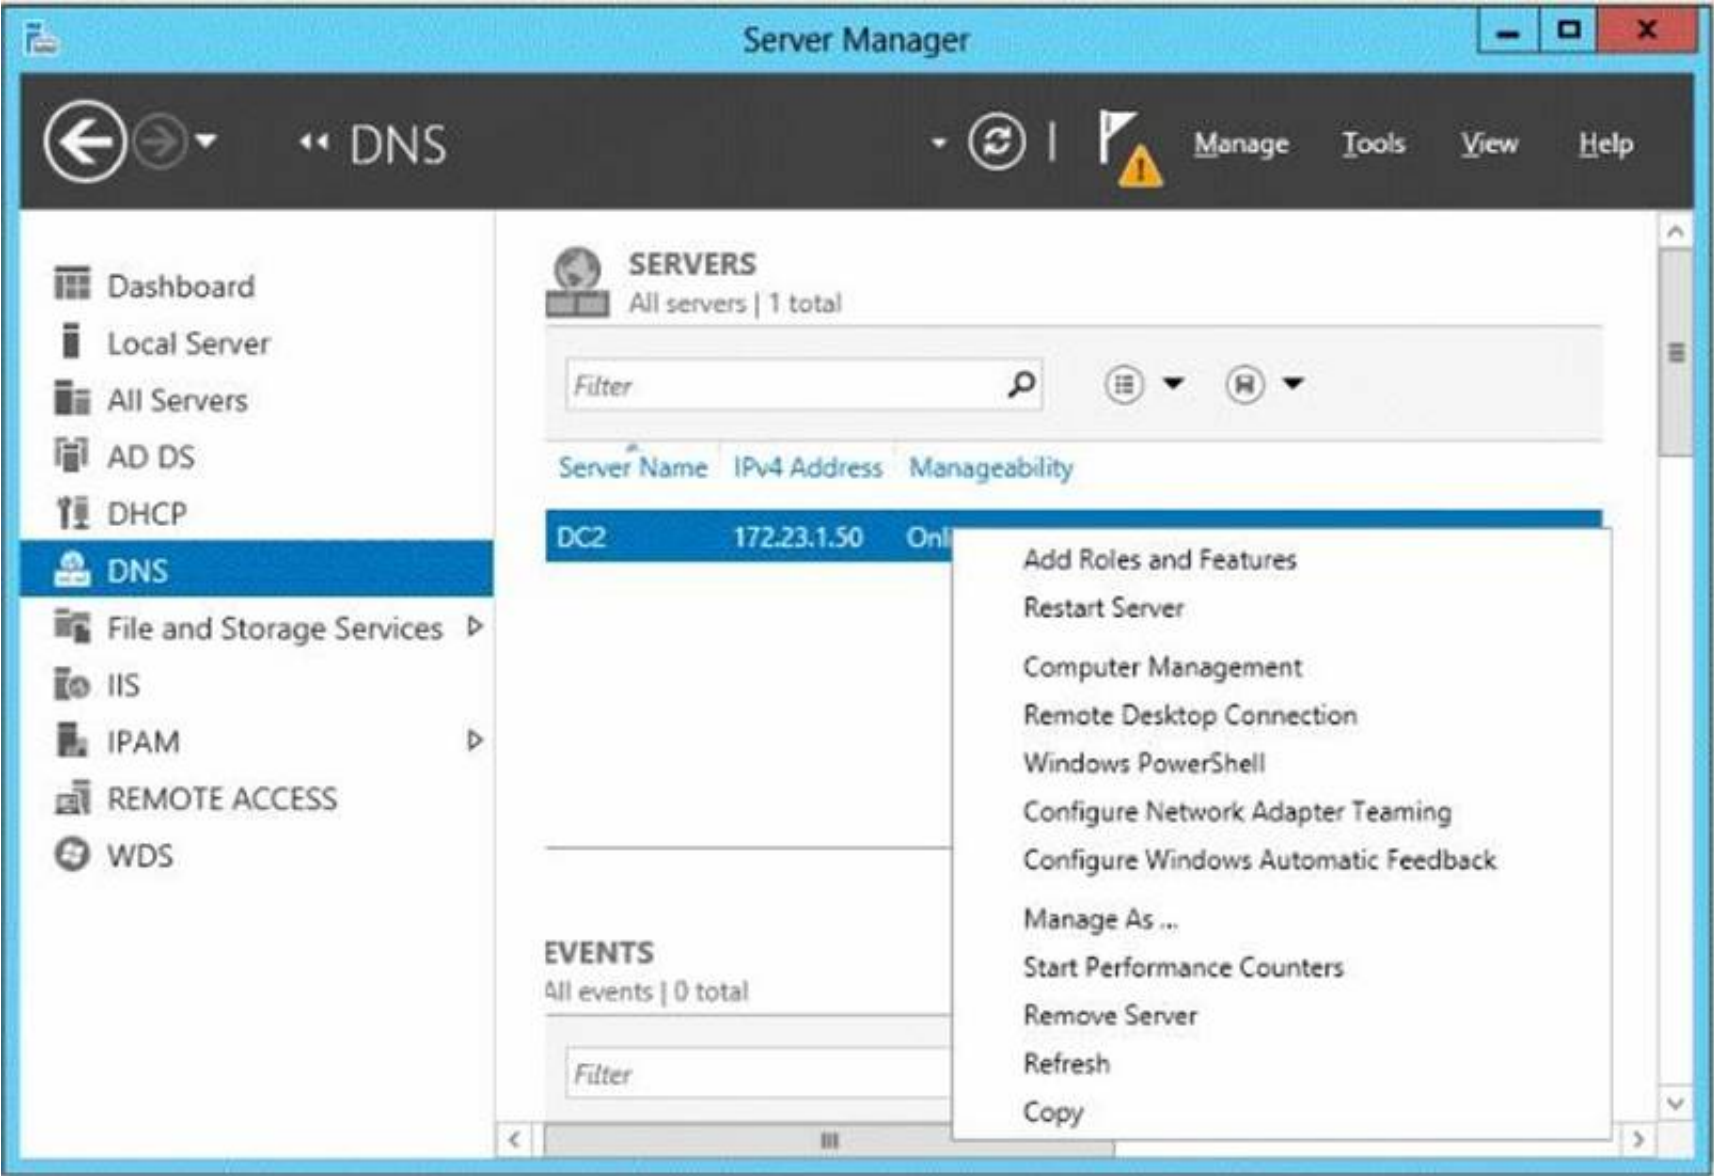 Server Manager
DNS
Manage Tools View Help
Dashboard
Local Server
All Servers
AD DS
DHCP
DNS
File and Storage Services
IIS
IPAM
REMOTE ACCESS
WDS
SERVERS
All servers | 1 total
Filter
Server Name IPv4 Address Manageability
DC2 172.23.1.50 Onl
Add Roles and Features
Restart Server
Computer Management
Remote Desktop Connection
Windows PowerShell
Configure Network Adapter Teaming
Configure Windows Automatic Feedback
Manage As ...
Start Performance Counters
Remove Server
Refresh
Copy
EVENTS
All events | 0 total
Filter